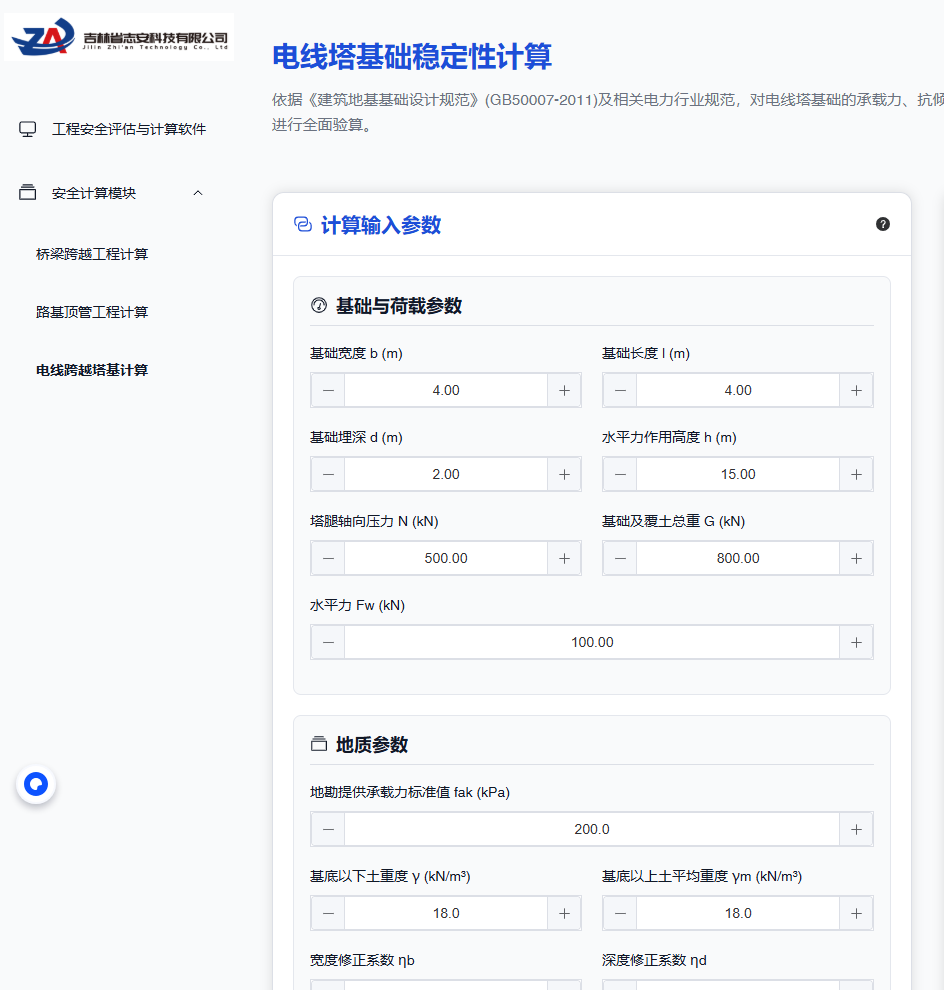 ZA
吉林省志安科技有限公司
Jilin Zhi'an Technology Co., Ltd
工程安全评估与计算软件
安全计算模块
桥梁跨越工程计算
路基顶管工程计算
电线跨越塔基计算
电线塔基础稳定性计算
依据《建筑地基基础设计规范》(GB50007-2011)及相关电力行业规范，对电线塔基础的承载力、抗倾
进行全面验算。
计算输入参数
?
基础与荷载参数
基础宽度 b (m)
基础长度 l (m)
4.00
4.00
基础埋深 d (m)
水平力作用高度 h (m)
2.00
15.00
塔腿轴向压力 N (kN)
基础及覆土总重 G (kN)
500.00
800.00
水平力 Fw (kN)
100.00
地质参数
地勘提供承载力标准值 fak (kPa)
200.0
基底以下土重度 γ (kN/m³)
基底以上土平均重度 γm (kN/m³)
18.0
18.0
宽度修正系数 ηb
深度修正系数 ηd